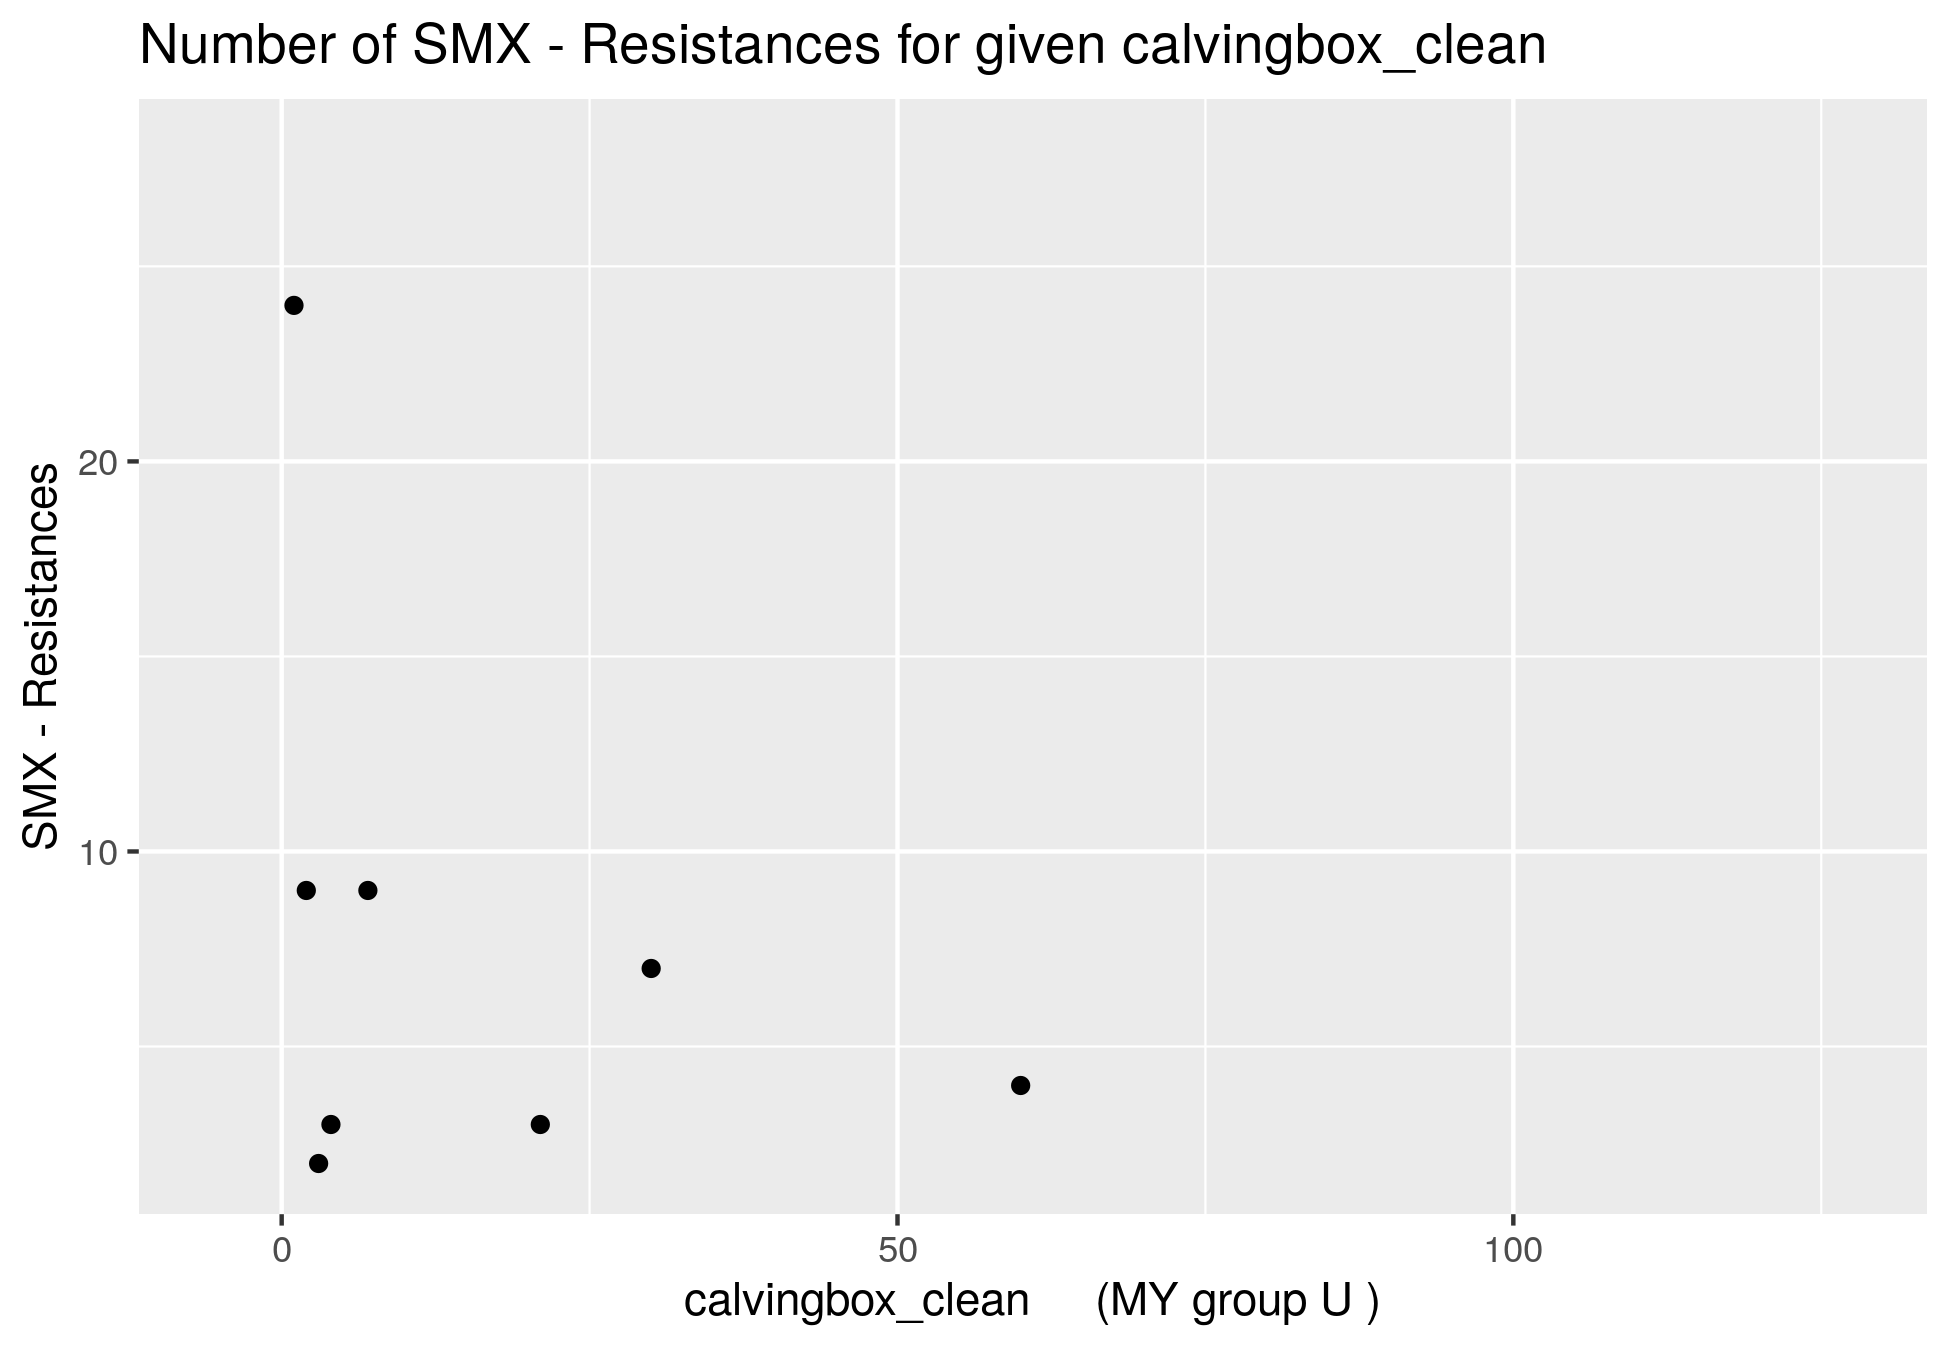 Number of SMX - Resistances for given calvingbox_clean
SMX - Resistances
20
10
0
50
100
calvingbox_clean (MY group U )